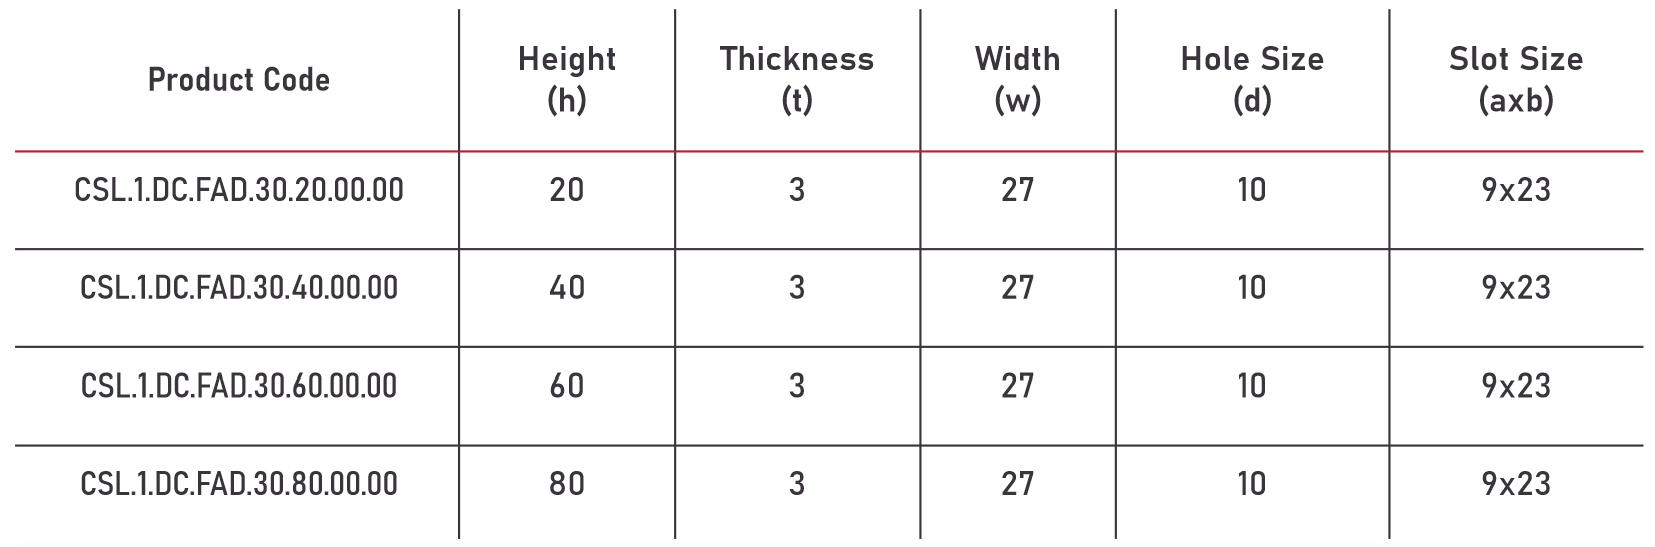 Product Code Height (h) Thickness (t) Width (w) Hole Size (d) Slot Size (axb)
CSL.1.DC.FAD.30.20.00.00 20 3 27 10 9x23
CSL.1.DC.FAD.30.40.00.00 40 3 27 10 9x23
CSL.1.DC.FAD.30.60.00.00 60 3 27 10 9x23
CSL.1.DC.FAD.30.80.00.00 80 3 27 10 9x23